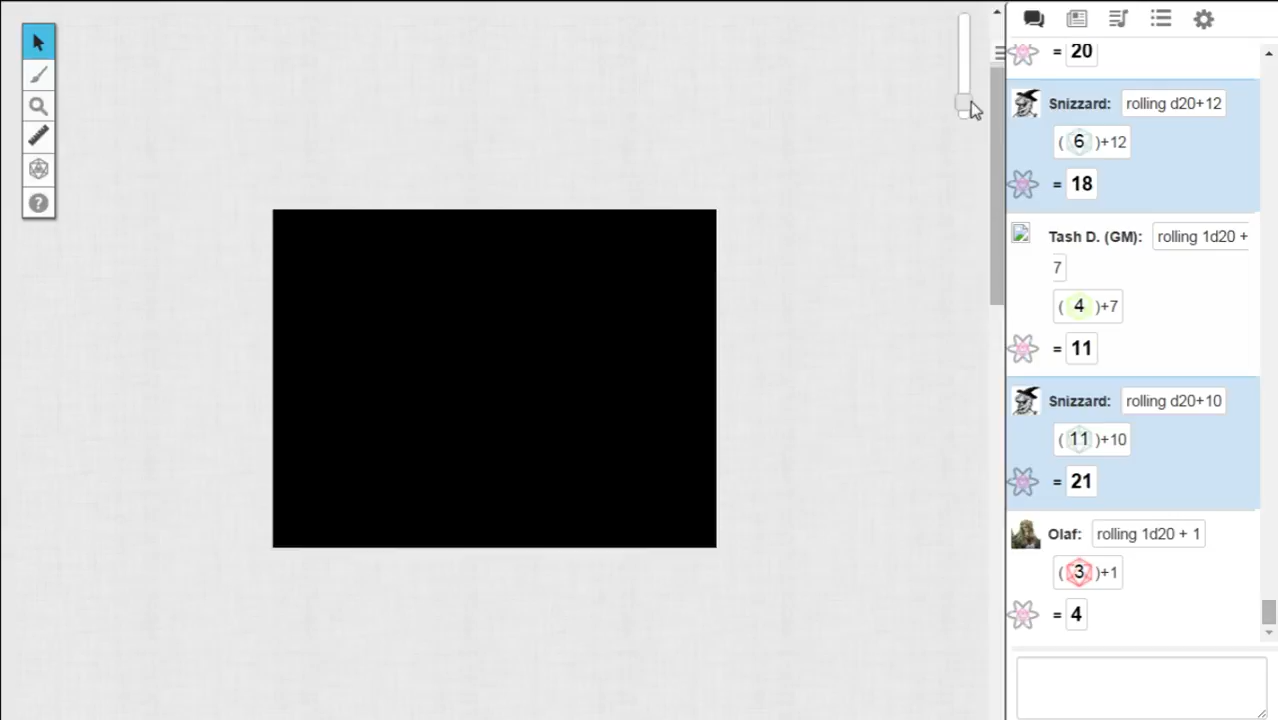 = 20
Snizzard: rolling d20+12
( 6 )+12
= 18
Tash D. (GM): rolling 1d20 +
7
( 4 )+7
= 11
Snizzard: rolling d20+10
( 11 )+10
= 21
Olaf: rolling 1d20 + 1
( 3 )+1
= 4
?